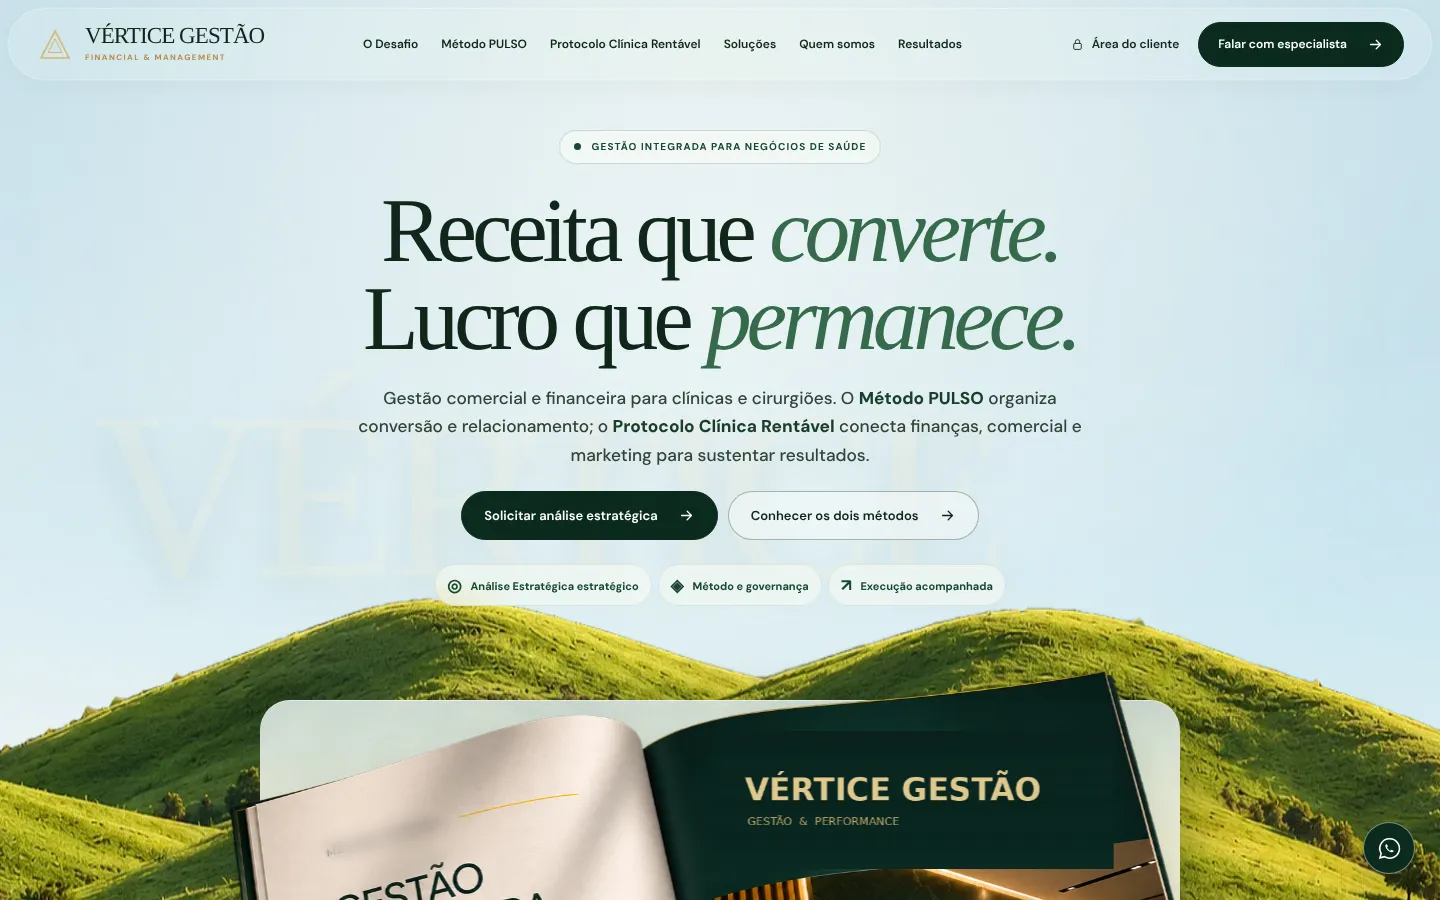 VÉRTICE GESTÃO
FINANCIAL & MANAGEMENT
O Desafio
Método PULSO
Protocolo Clínica Rentável
Soluções
Quem somos
Resultados
Área do cliente
Falar com especialista
GESTÃO INTEGRADA PARA NEGÓCIOS DE SAÚDE
Receita que converte.
Lucro que permanece.
Gestão comercial e financeira para clínicas e cirurgiões. O Método PULSO organiza
conversão e relacionamento; o Protocolo Clínica Rentável conecta finanças, comercial e
marketing para sustentar resultados.
Solicitar análise estratégica
Conhecer os dois métodos
Análise Estratégica estratégico
Método e governança
Execução acompanhada
VÉRTICE
VÉRTICE GESTÃO
GESTÃO & PERFORMANCE
GESTÃO